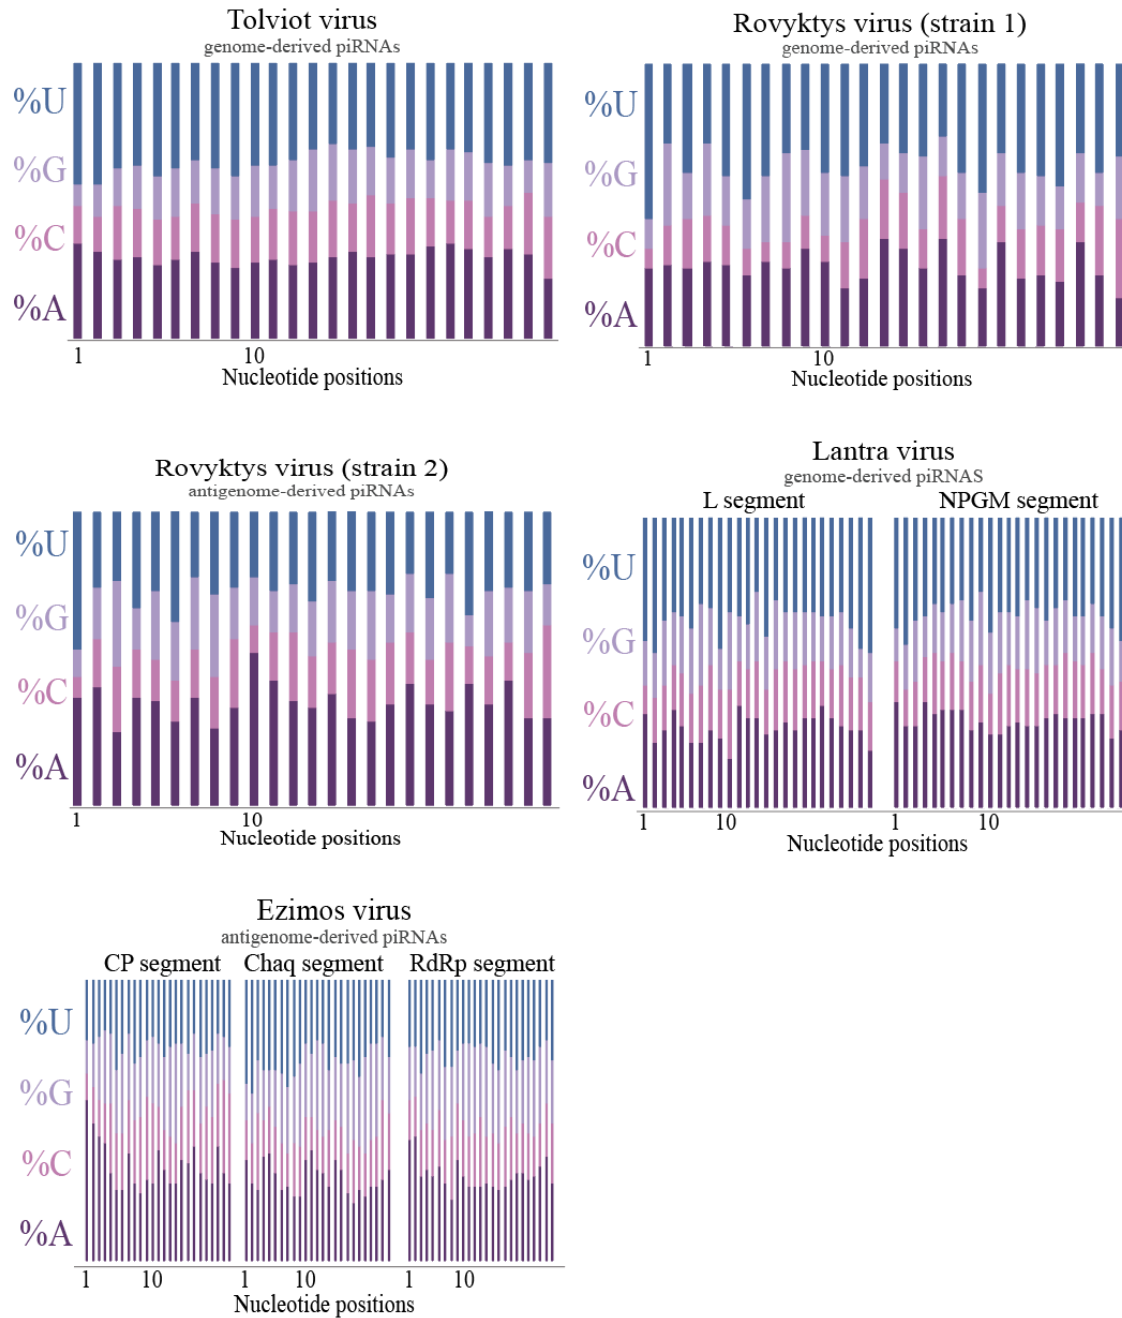 Tolviot virus
genome-derived piRNAs
%U
%G
%C
%A
1 10
Nucleotide positions
Rovyktys virus (strain 1)
genome-derived piRNAs
%U
%G
%C
%A
1 10
Nucleotide positions
Rovyktys virus (strain 2)
antigenome-derived piRNAs
%U
%G
%C
%A
1 10
Nucleotide positions
Lantra virus
genome-derived piRNAS
L segment NPGM segment
%U
%G
%C
%A
1 10 1 10
Nucleotide positions
Ezimos virus
antigenome-derived piRNAs
CP segment Chaq segment RdRp segment
%U
%G
%C
%A
1 10 1 10 1 10
Nucleotide positions